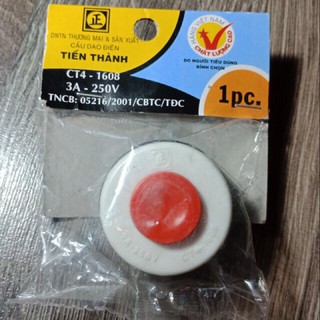 正
DNTN THƯƠNG MẠI & SẢN XUẤT
CẦU DAO ĐIỆN
TIẾN THÀNH
CT4 - 1608
3A - 250V
TNCB: 05216/2001/CBTC/TĐC
HÀNG VIỆT NAM
CHẤT LƯỢNG CAO
DO NGƯỜI TIÊU DÙNG
BÌNH CHỌN
1pc.